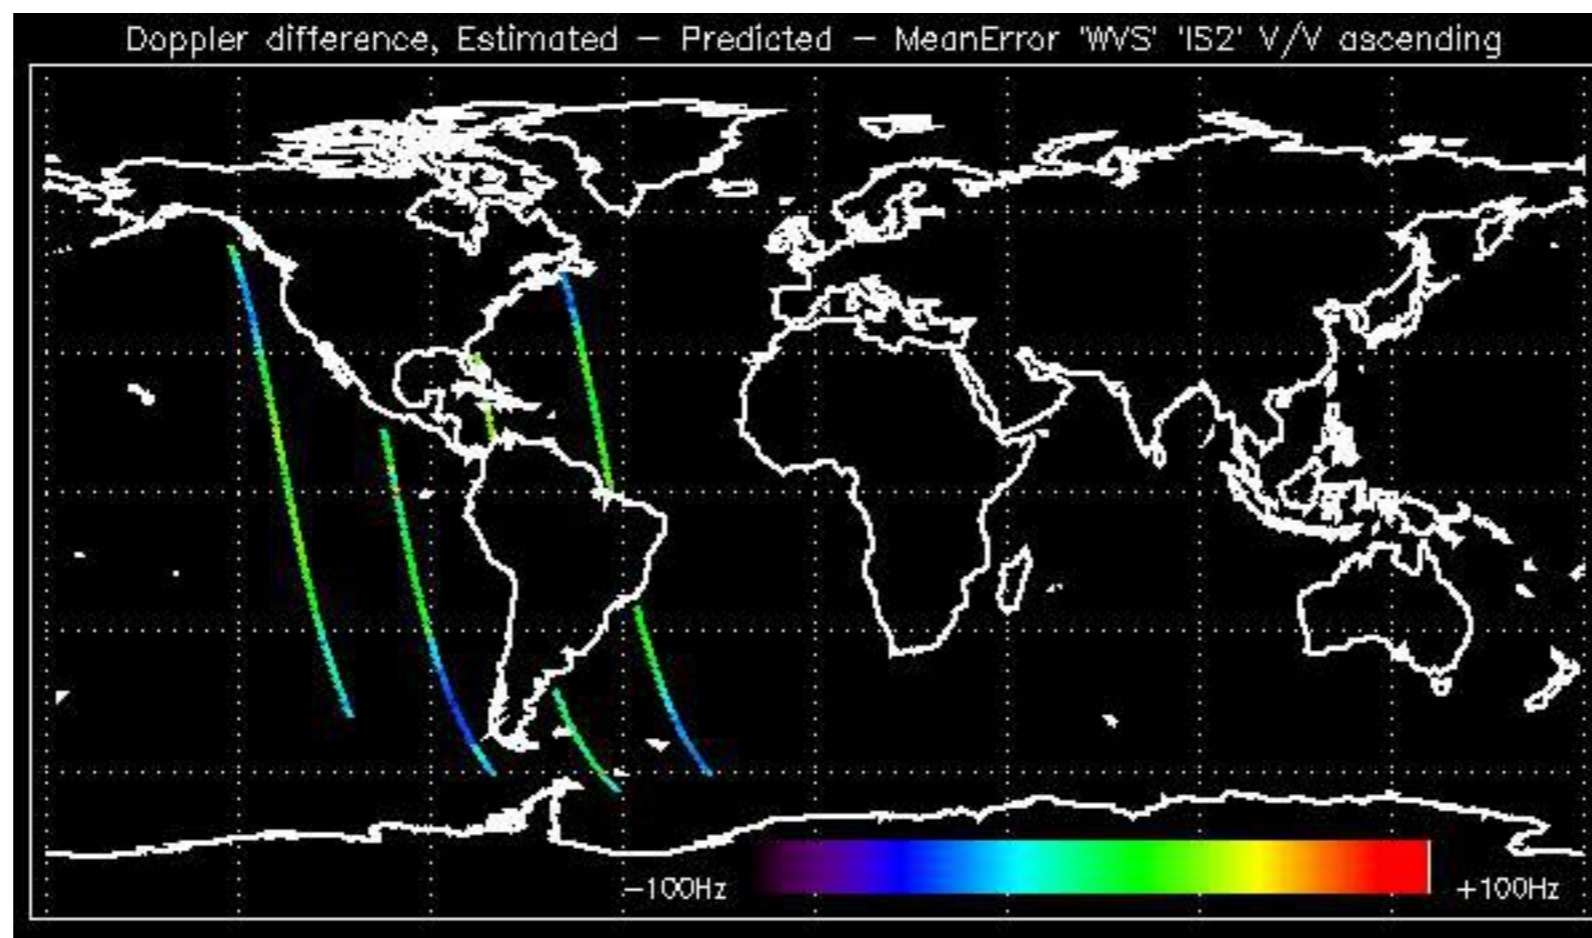 Doppler difference, Estimated – Predicted – MeanError 'WVS' 'IS2' V/V ascending
–100Hz +100Hz